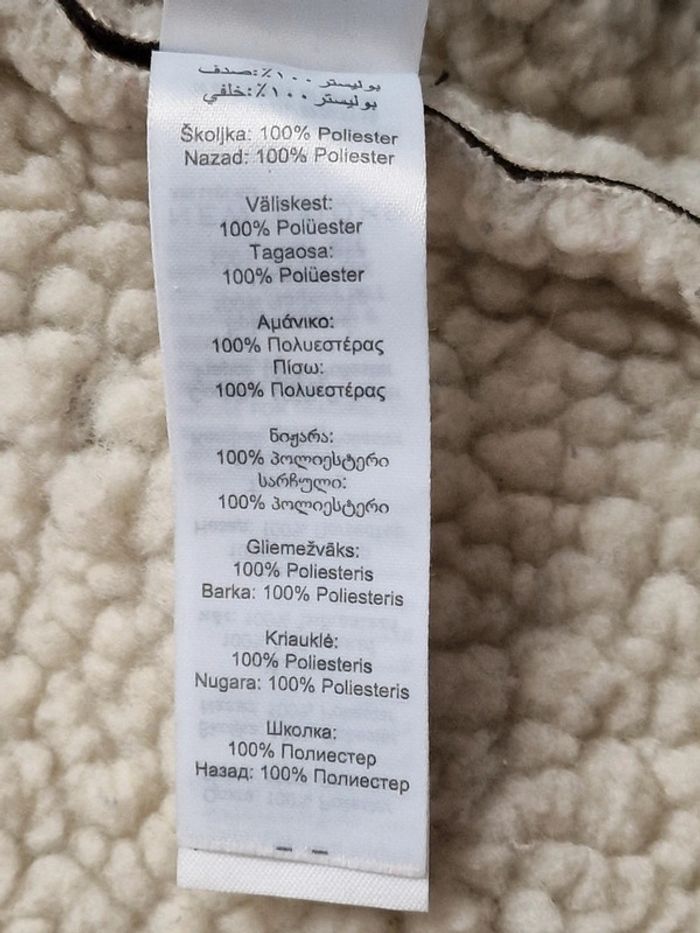 بوليستر ١٠٠٪:صدف
بوليستر ١٠٠٪:خلفي
Školjka: 100% Poliester
Nazad: 100% Poliester
Väliskest:
100% Polüester
Tagaosa:
100% Polüester
Αμάνικο:
100% Πολυεστέρας
Πίσω:
100% Πολυεστέρας
ნიჟარა:
100% პოლიესტერი
სარჩული:
100% პოლიესტერი
Gliemežvāks:
100% Poliesteris
Barka: 100% Poliesteris
Kriauklė:
100% Poliesteris
Nugara: 100% Poliesteris
Школка:
100% Полиестер
Назад: 100% Полиестер